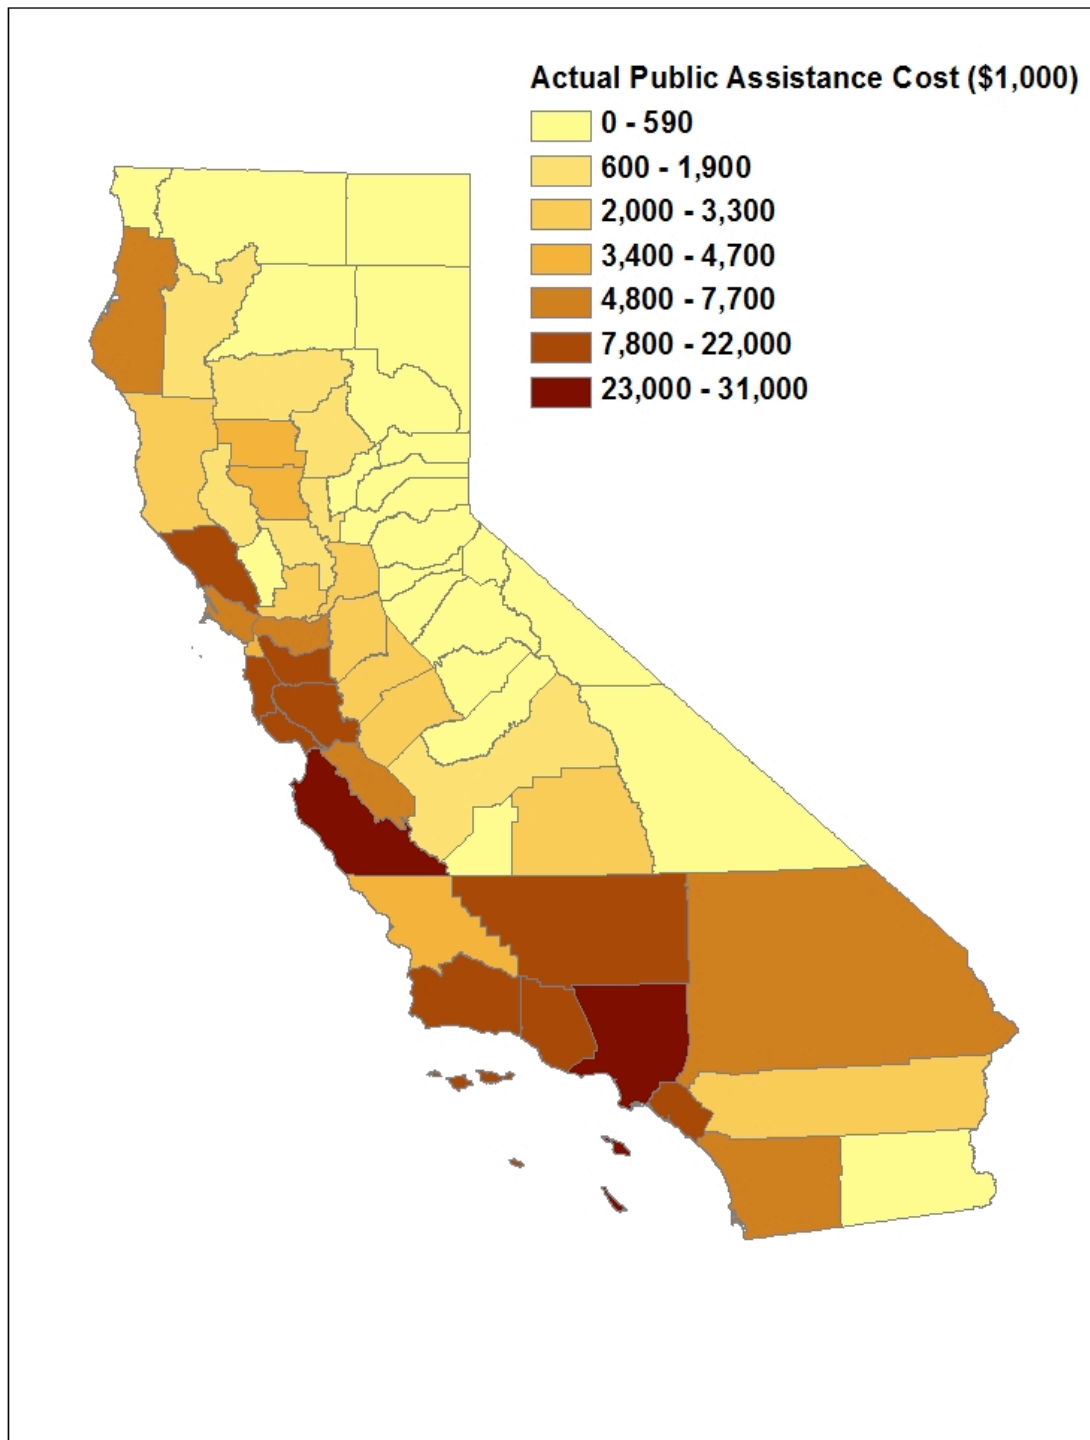 Actual Public Assistance Cost ($1,000)
0 - 590
600 - 1,900
2,000 - 3,300
3,400 - 4,700
4,800 - 7,700
7,800 - 22,000
23,000 - 31,000